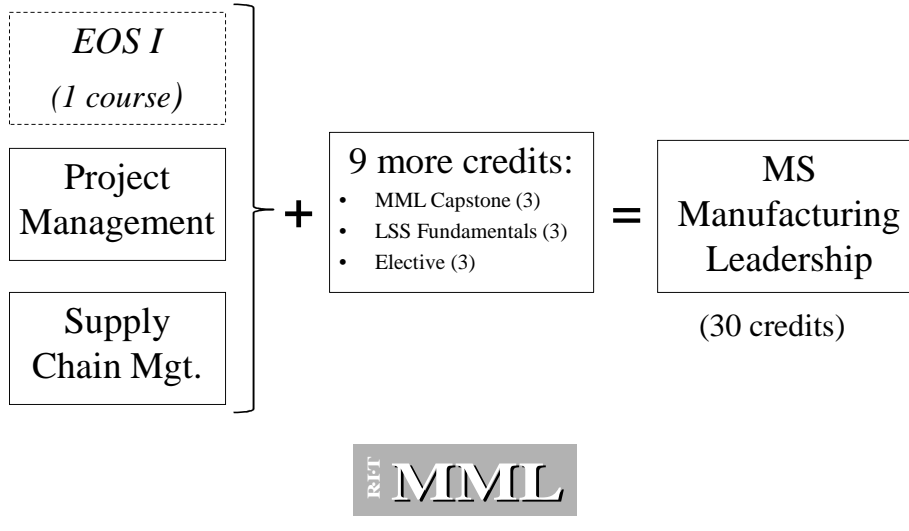 EOS I
(1 course)
Project
Management
Supply
Chain Mgt.
+
9 more credits:
• MML Capstone (3)
• LSS Fundamentals (3)
• Elective (3)
=
MS
Manufacturing
Leadership
(30 credits)
R·I·T MML